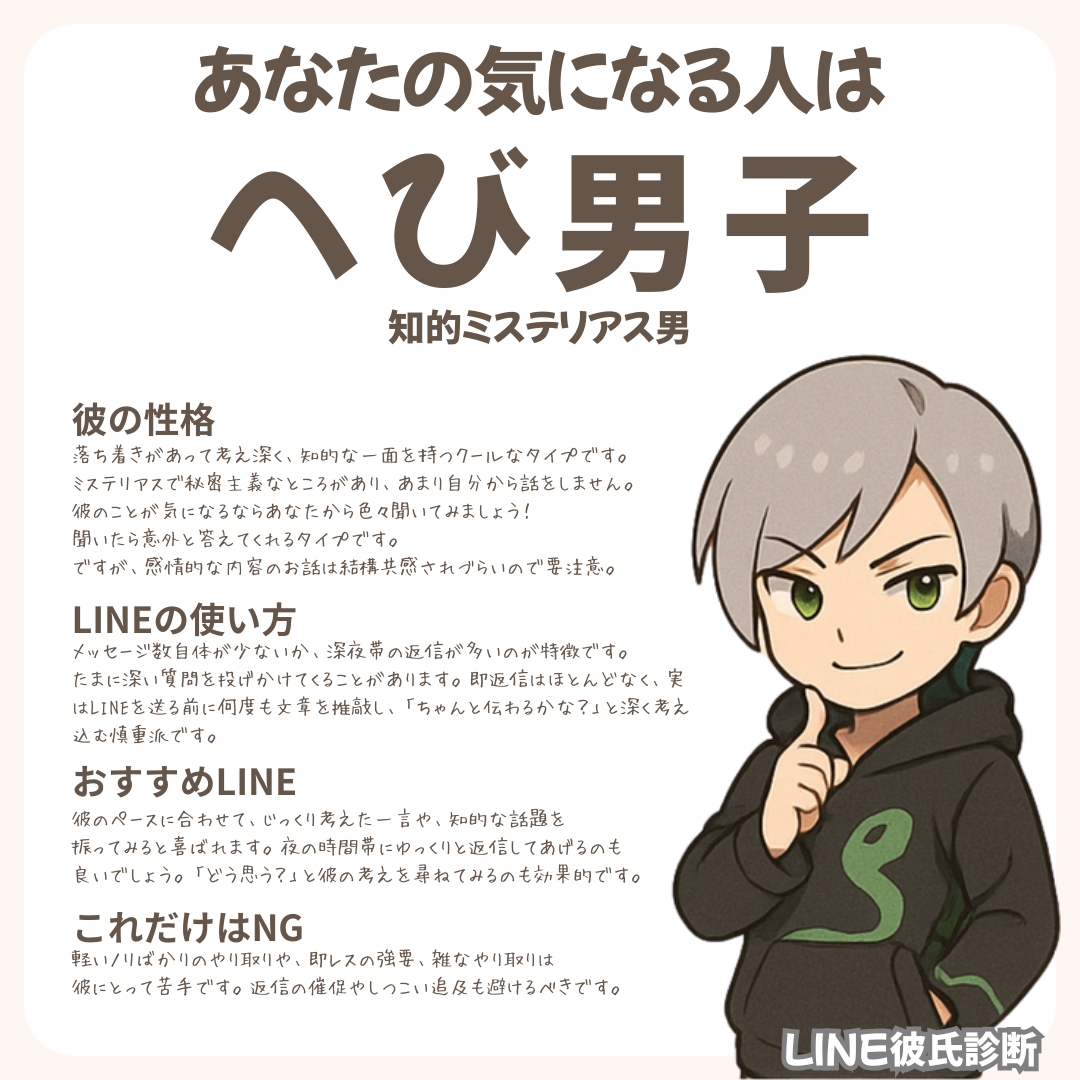 あなたの気になる人は
へび男子
知的ミステリアス男
彼の性格
落ち着きがあって考え深く、知的な一面を持つクールなタイプです。
ミステリアスで秘密主義なところがあり、あまり自分から話をしません。
彼のことが気になるならあなたから色々聞いてみましょう!
聞いたら意外と答えてくれるタイプです。
ですが、感情的な内容のお話は結構共感されづらいので要注意。
LINEの使い方
メッセージ数自体が少ないか、深夜帯の返信が多いのが特徴です。
たまに深い質問を投げかけてくることがあります。即返信はほとんどなく、実
はLINEを送る前に何度も文章を推敲し、「ちゃんと伝わるかな?」と深く考え
込む慎重派です。
おすすめLINE
彼のペースに合わせて、じっくり考えた一言や、知的な話題を
振ってみると喜ばれます。夜の時間帯にゆっくりと返信してあげるのも
良いでしょう。「どう思う?」と彼の考えを尋ねてみるのも効果的です。
これだけはNG
軽いノリばかりのやり取りや、即レスの強要、雑なやり取りは
彼にとって苦手です。返信の催促やしつこい追及も避けるべきです。
LINE彼氏診断